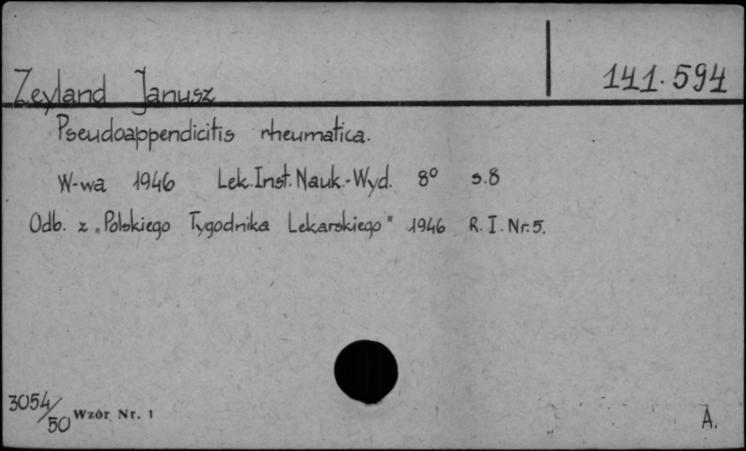 141.594
Zeyland Janusz
Pseudoappendicitis rheumatica.
W-wa 1946 Lek.Inst.Nauk.-Wyd. 8° s.8
Odb. z „Polskiego Tygodnika Lekarskiego" 1946 R.I.Nr.5.
3054/50 Wzór Nr. 1
A.